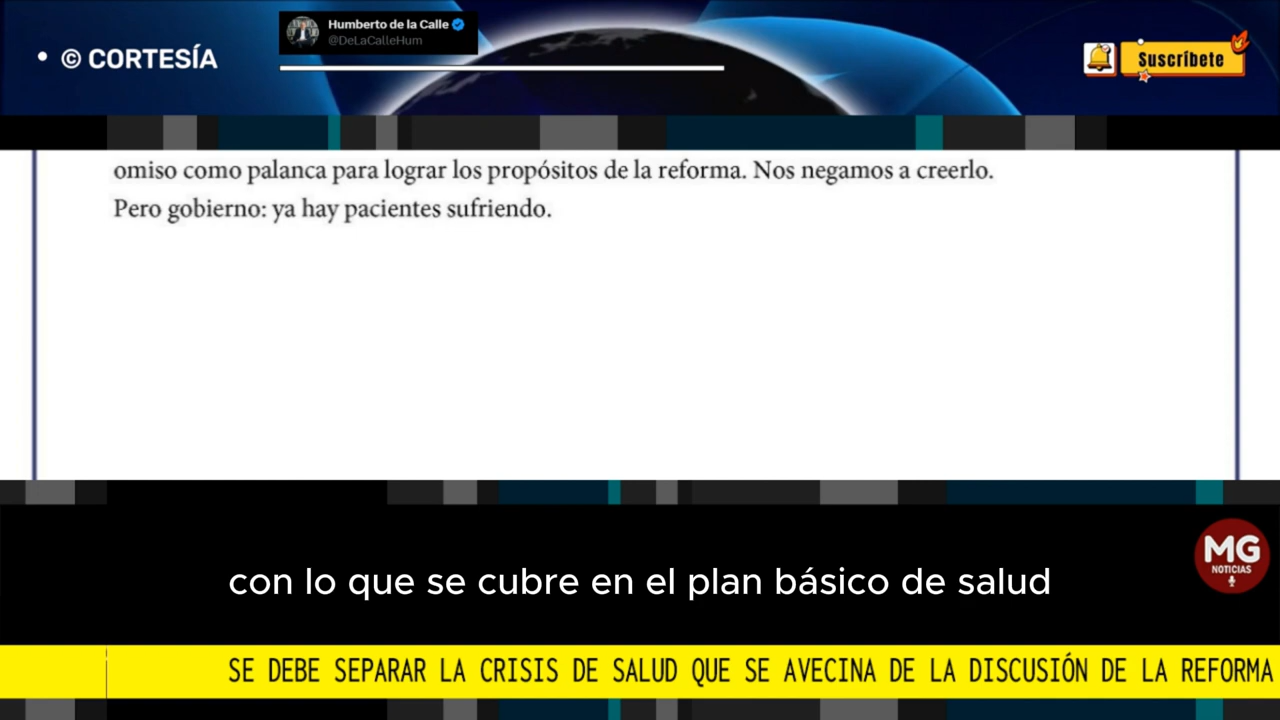 • © CORTESÍA
Humberto de la Calle
@DeLaCalleHum
Suscríbete
omiso como palanca para lograr los propósitos de la reforma. Nos negamos a creerlo.
Pero gobierno: ya hay pacientes sufriendo.
MG
NOTICIAS
con lo que se cubre en el plan básico de salud
SE DEBE SEPARAR LA CRISIS DE SALUD QUE SE AVECINA DE LA DISCUSIÓN DE LA REFORMA